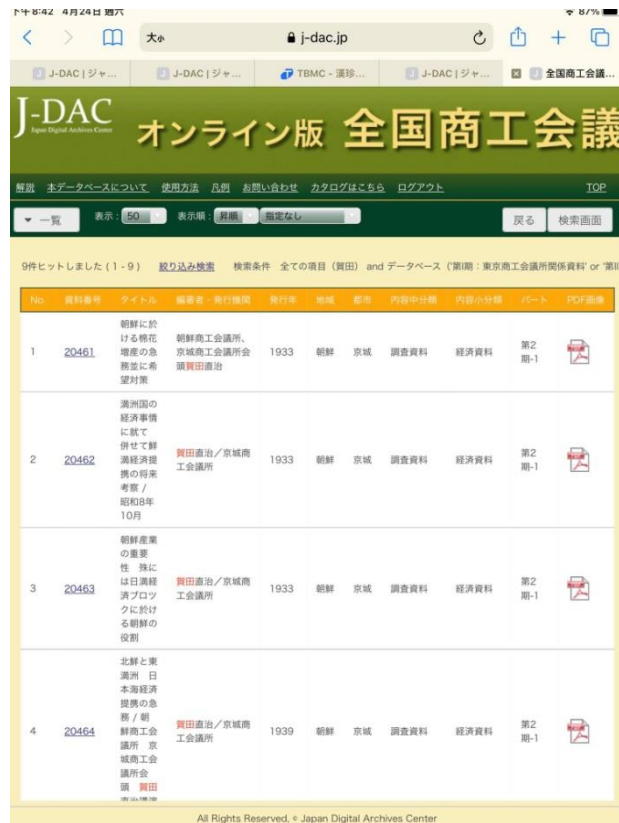 下午8:42 4月24日 週六
87%
大小
j-dac.jp
J-DAC | ジャ...
J-DAC | ジャ...
TBMC - 漢珍...
J-DAC | ジャ...
全国商工会議...
J-DAC
Japan Digital Archives Center
オンライン版 全国商工会議
解説 本データベースについて 使用方法 凡例 お問い合わせ カタログはこちら ログアウト TOP
▼ 一覧 表示：50 表示順：昇順 指定なし 戻る 検索画面
9件ヒットしました (1 - 9) 絞り込み検索 検索条件 全ての項目（賀田） and データベース（'第I期：東京商工会議所関係資料' or '第II
No. 資料番号 タイトル 編著者・発行機関 発行年 地域 都市 内容中分類 内容小分類 パート PDF画像
朝鮮に於
ける棉花
増産の急
務並に希
望対策
1 20461
朝鮮商工会議所、
京城商工会議所会
頭賀田直治
1933 朝鮮 京城 調査資料 経済資料
第2
期-1
満洲国の
経済事情
に就て
併せて鮮
満経済提
携の将来
考察 /
昭和8年
10月
2 20462
賀田直治／京城商
工会議所
1933 朝鮮 京城 調査資料 経済資料
第2
期-1
朝鮮産業
の重要
性 殊に
は日満経
済ブロツ
クに於け
る朝鮮の
役割
3 20463
賀田直治／京城商
工会議所
1933 朝鮮 京城 調査資料 経済資料
第2
期-1
北鮮と東
満洲 日
本海経済
提携の急
務 / 朝
鮮商工会
議所 京
城商工会
議所会
頭 賀田
直治講演
4 20464
賀田直治／京城商
工会議所
1939 朝鮮 京城 調査資料 経済資料
第2
期-1
All Rights Reserved, © Japan Digital Archives Center